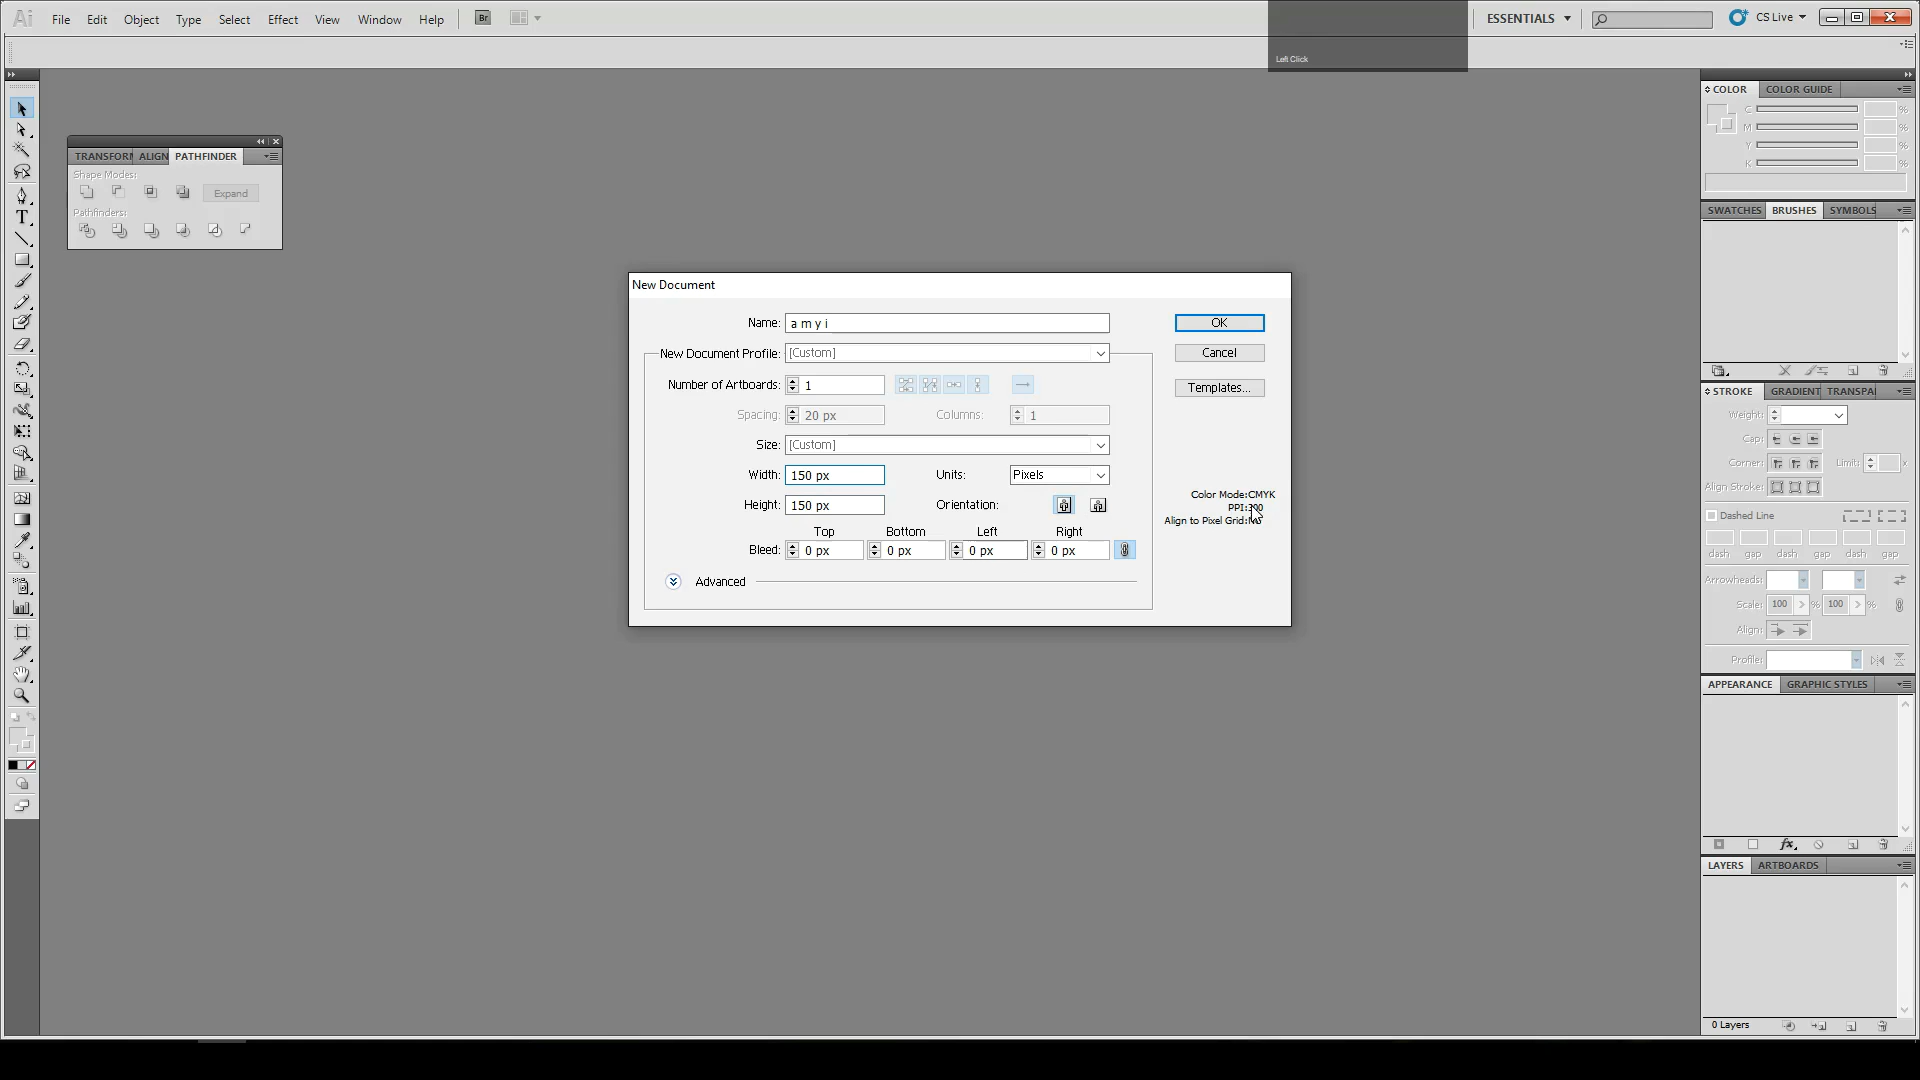 Ai File Edit Object Type Select Effect View Window Help Br ESSENTIALS CS Live
Left Click
COLOR COLOR GUIDE
C %
M %
Y %
K %
TRANSFORM ALIGN PATHFINDER
Shape Modes:
Expand
Pathfinders:
SWATCHES BRUSHES SYMBOLS
New Document
Name: a m y i OK
New Document Profile: [Custom] Cancel
Number of Artboards: 1 Templates...
Spacing: 20 px Columns: 1
Size: [Custom]
Width: 150 px Units: Pixels
Height: 150 px Orientation:
Color Mode:CMYK
PPI:300
Align to Pixel Grid:
Top Bottom Left Right
Bleed: 0 px 0 px 0 px 0 px
Advanced
STROKE GRADIENT TRANSPA
Weight:
Cap:
Corner: Limit: x
Align Stroke:
Dashed Line
dash gap dash gap dash gap
Arrowheads:
Scale: 100 % 100 %
Align:
Profile:
APPEARANCE GRAPHIC STYLES
fx
LAYERS ARTBOARDS
0 Layers